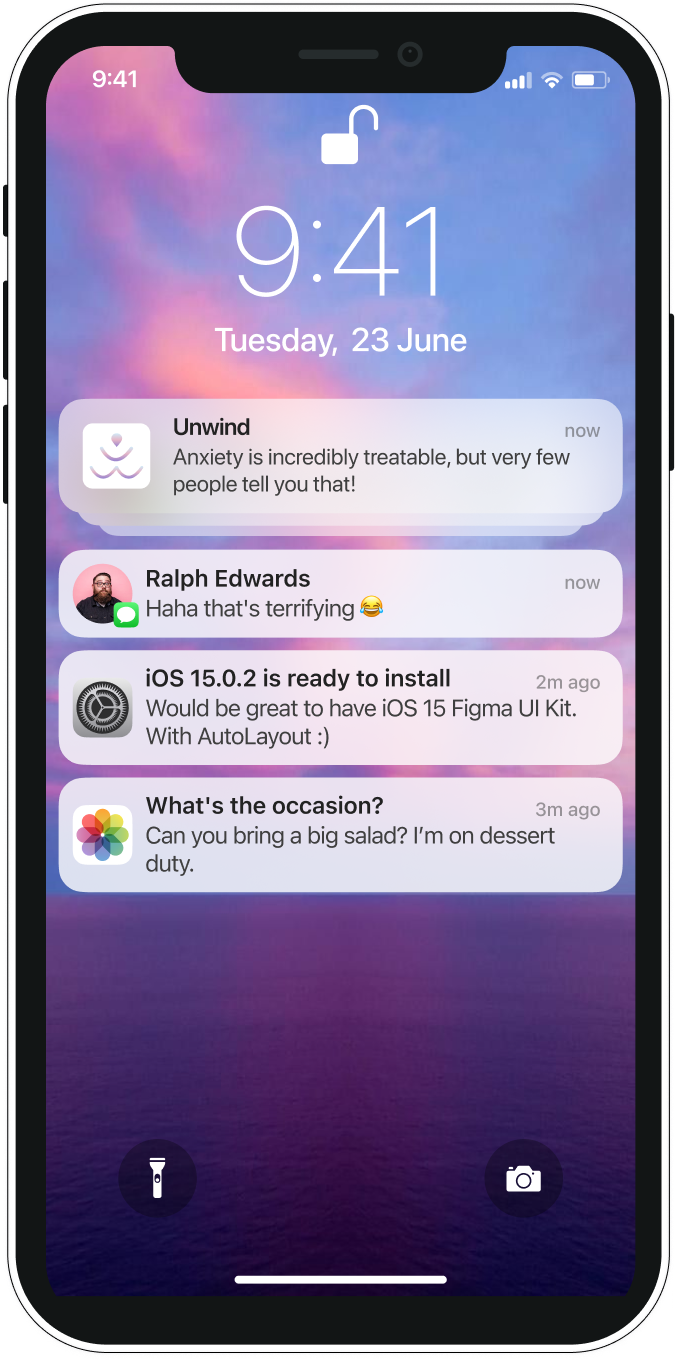 9:41
9:41
Tuesday, 23 June
Unwind
now
Anxiety is incredibly treatable, but very few
people tell you that!
Ralph Edwards
now
Haha that's terrifying 😂
iOS 15.0.2 is ready to install
2m ago
Would be great to have iOS 15 Figma UI Kit.
With AutoLayout :)
What's the occasion?
3m ago
Can you bring a big salad? I’m on dessert
duty.